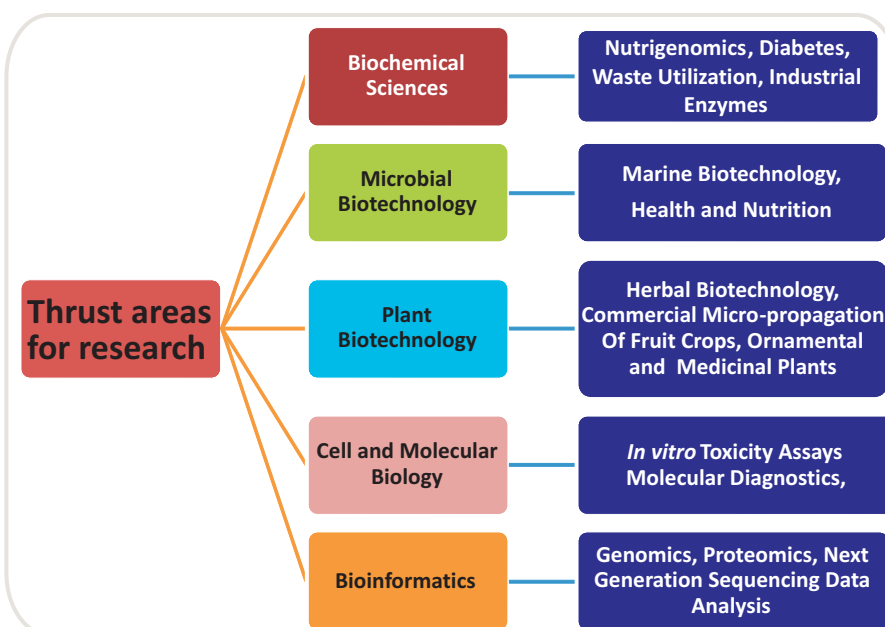 Thrust areas
for research
Biochemical
Sciences
Nutrigenomics, Diabetes,
Waste Utilization, Industrial
Enzymes
Microbial
Biotechnology
Marine Biotechnology,
Health and Nutrition
Plant
Biotechnology
Herbal Biotechnology,
Commercial Micro-propagation
Of Fruit Crops, Ornamental
and Medicinal Plants
Cell and Molecular
Biology
In vitro Toxicity Assays
Molecular Diagnostics,
Bioinformatics
Genomics, Proteomics, Next
Generation Sequencing Data
Analysis